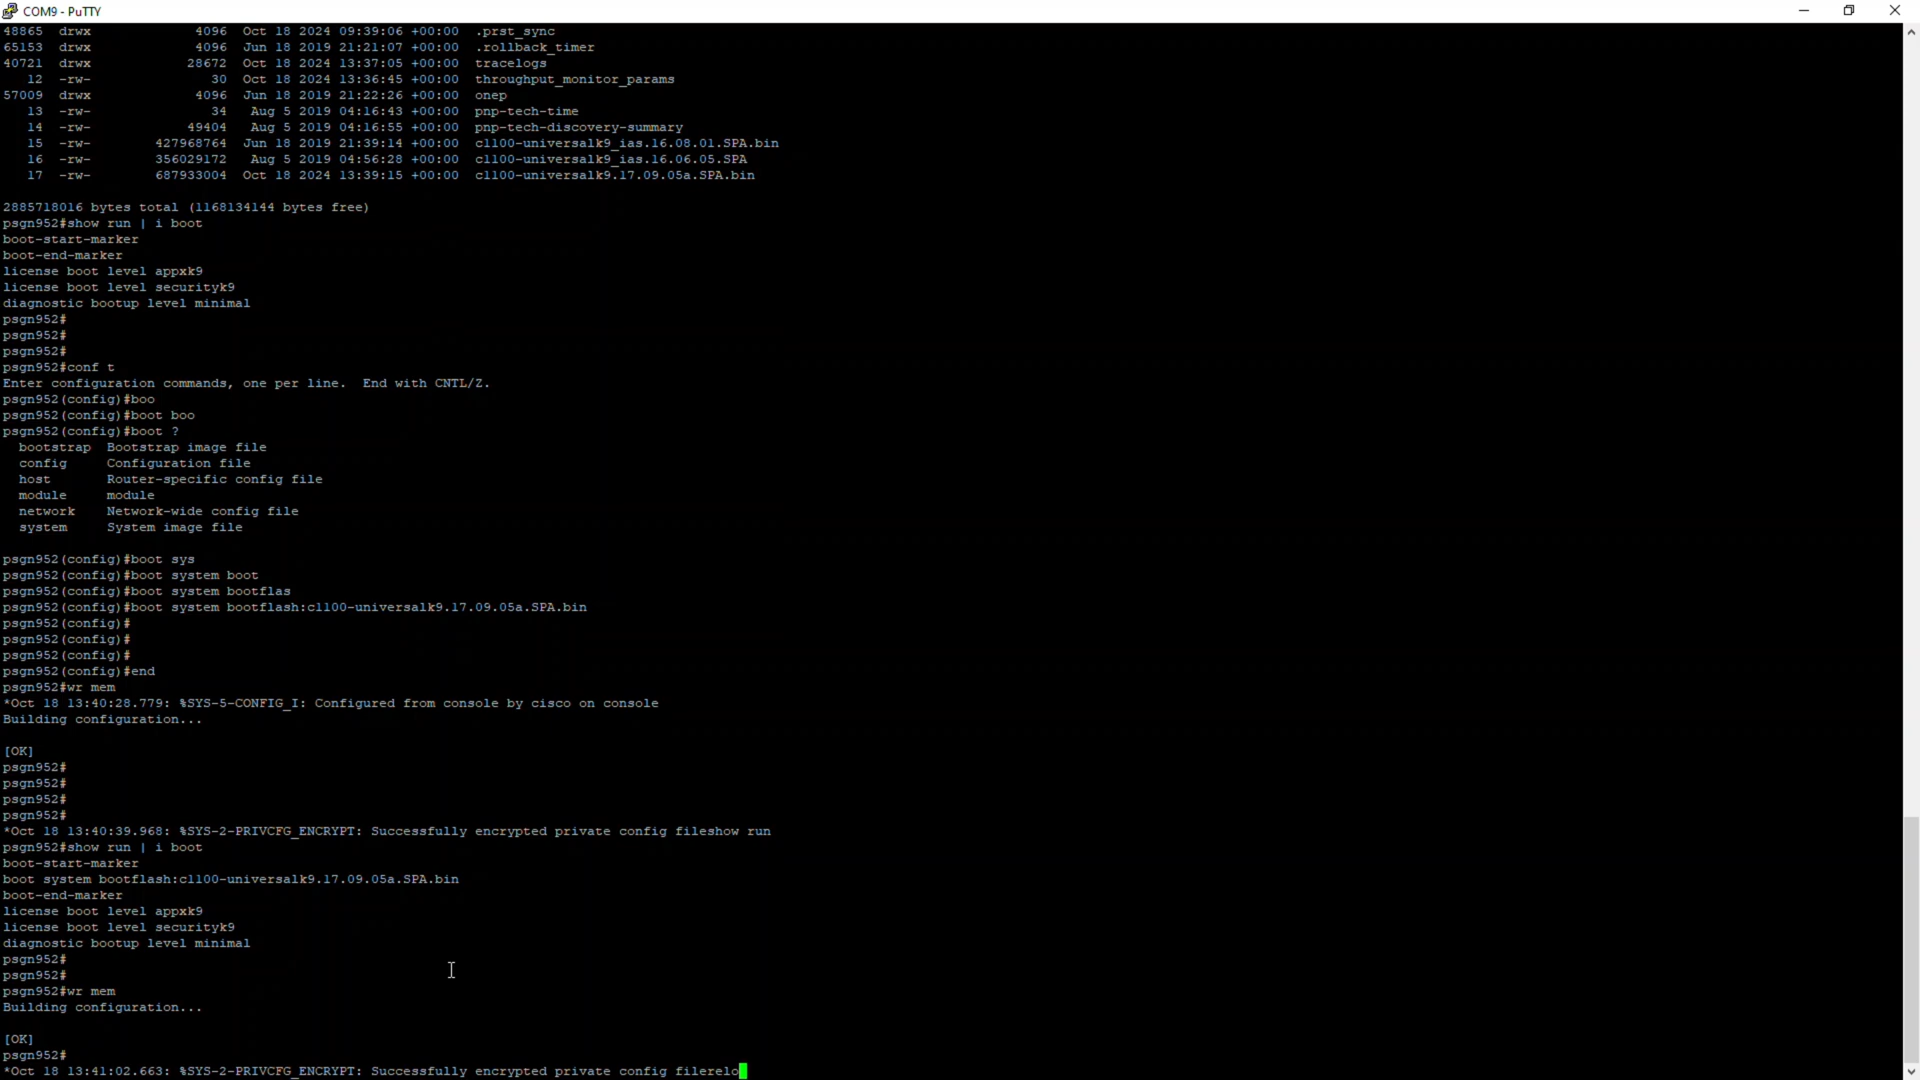 COM9 - PuTTY
48865  drwx             4096  Oct 18 2024 09:39:06 +00:00  .prst_sync
65153  drwx             4096  Jun 18 2019 21:21:07 +00:00  .rollback_timer
40721  drwx            28672  Oct 18 2024 13:37:05 +00:00  tracelogs
   12  -rw-               30  Oct 18 2024 13:36:45 +00:00  throughput_monitor_params
57009  drwx             4096  Jun 18 2019 21:22:26 +00:00  onep
   13  -rw-               34   Aug 5 2019 04:16:43 +00:00  pnp-tech-time
   14  -rw-            49404   Aug 5 2019 04:16:55 +00:00  pnp-tech-discovery-summary
   15  -rw-        427968764  Jun 18 2019 21:39:14 +00:00  c1100-universalk9_ias.16.08.01.SPA.bin
   16  -rw-        356029172   Aug 5 2019 04:56:28 +00:00  c1100-universalk9_ias.16.06.05.SPA
   17  -rw-        687933004  Oct 18 2024 13:39:15 +00:00  c1100-universalk9.17.09.05a.SPA.bin
2885718016 bytes total (1168134144 bytes free)
psgn952#show run | i boot
boot-start-marker
boot-end-marker
license boot level appxk9
license boot level securityk9
diagnostic bootup level minimal
psgn952#
psgn952#
psgn952#
psgn952#conf t
Enter configuration commands, one per line.  End with CNTL/Z.
psgn952(config)#boo
psgn952(config)#boot boo
psgn952(config)#boot ?
  bootstrap  Bootstrap image file
  config     Configuration file
  host       Router-specific config file
  module     module
  network    Network-wide config file
  system     System image file
psgn952(config)#boot sys
psgn952(config)#boot system boot
psgn952(config)#boot system bootflas
psgn952(config)#boot system bootflash:c1100-universalk9.17.09.05a.SPA.bin
psgn952(config)#
psgn952(config)#
psgn952(config)#
psgn952(config)#end
psgn952#wr mem
*Oct 18 13:40:28.779: %SYS-5-CONFIG_I: Configured from console by cisco on console
Building configuration...
[OK]
psgn952#
psgn952#
psgn952#
psgn952#
*Oct 18 13:40:39.968: %SYS-2-PRIVCFG_ENCRYPT: Successfully encrypted private config fileshow run
psgn952#show run | i boot
boot-start-marker
boot system bootflash:c1100-universalk9.17.09.05a.SPA.bin
boot-end-marker
license boot level appxk9
license boot level securityk9
diagnostic bootup level minimal
psgn952#
psgn952#
psgn952#wr mem
Building configuration...
[OK]
psgn952#
*Oct 18 13:41:02.663: %SYS-2-PRIVCFG_ENCRYPT: Successfully encrypted private config filerelo